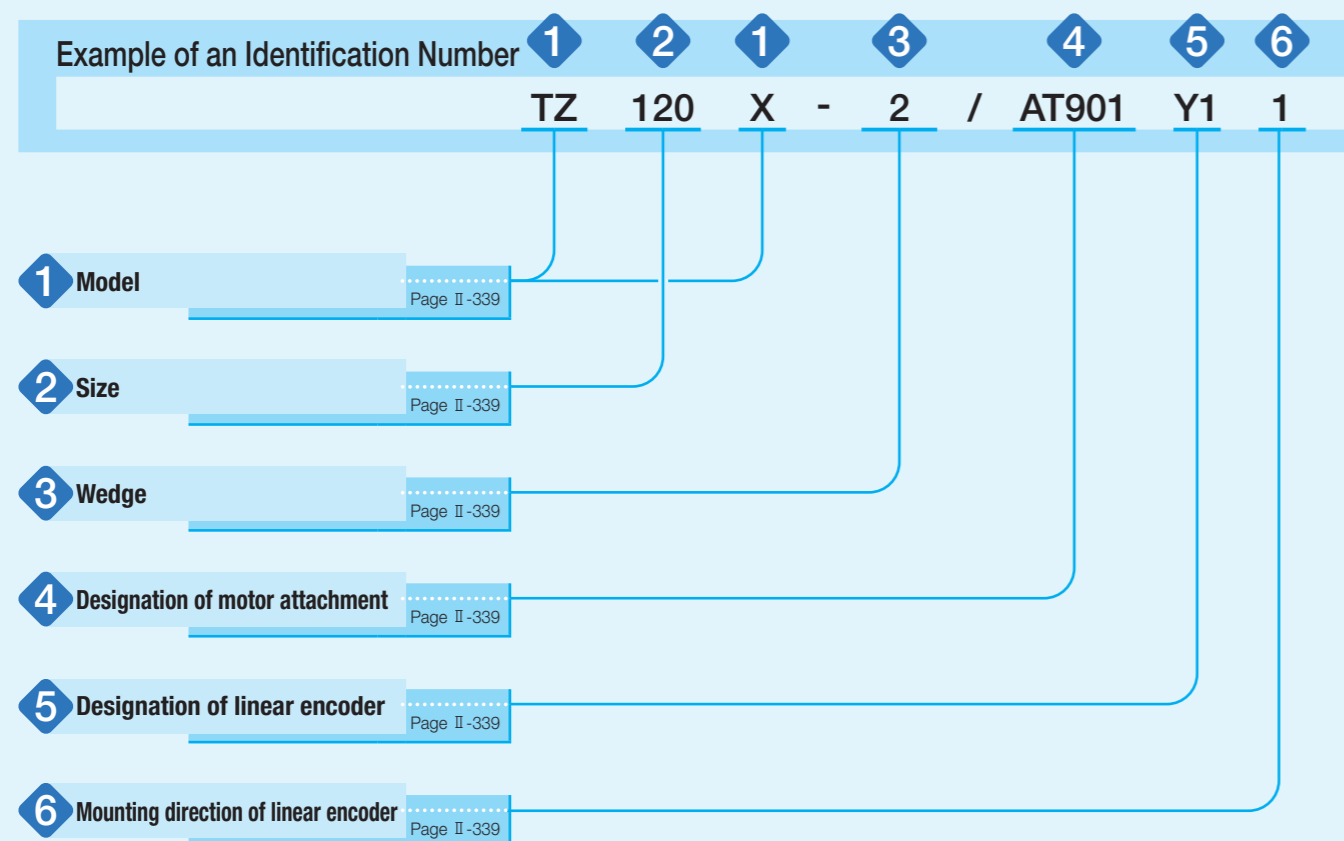 Example of an Identification Number
1 2 1 3 4 5 6
TZ 120 X - 2 / AT901 Y1 1
1 Model
Page Ⅱ-339
2 Size
Page Ⅱ-339
3 Wedge
Page Ⅱ-339
4 Designation of motor attachment
Page Ⅱ-339
5 Designation of linear encoder
Page Ⅱ-339
6 Mounting direction of linear encoder
Page Ⅱ-339